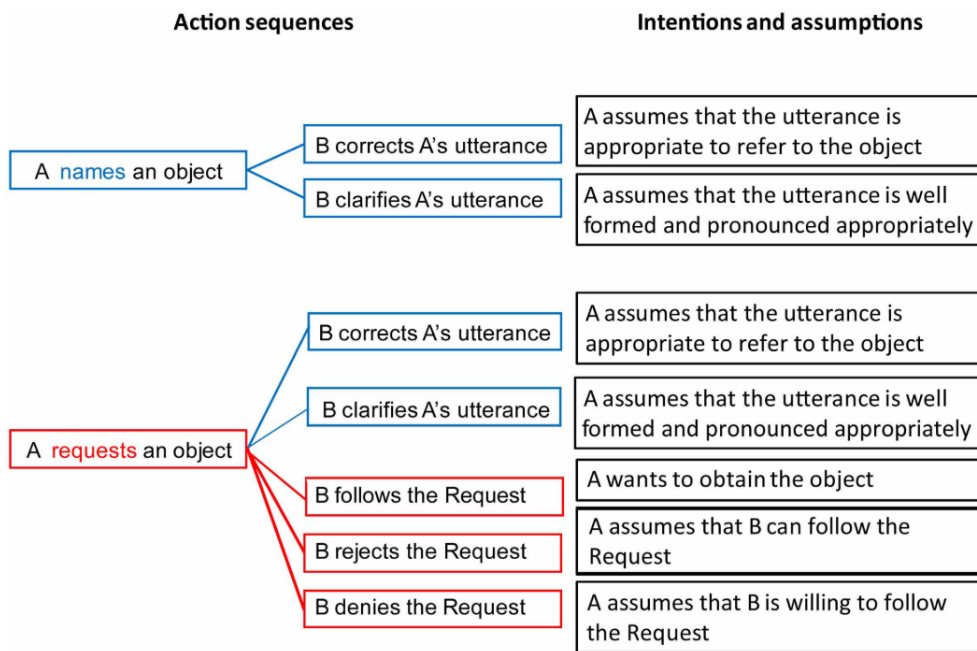 Action sequences
Intentions and assumptions
A names an object
B corrects A's utterance
A assumes that the utterance is
appropriate to refer to the object
B clarifies A's utterance
A assumes that the utterance is well
formed and pronounced appropriately
A requests an object
B corrects A's utterance
A assumes that the utterance is
appropriate to refer to the object
B clarifies A's utterance
A assumes that the utterance is well
formed and pronounced appropriately
B follows the Request
A wants to obtain the object
B rejects the Request
A assumes that B can follow the
Request
B denies the Request
A assumes that B is willing to follow
the Request